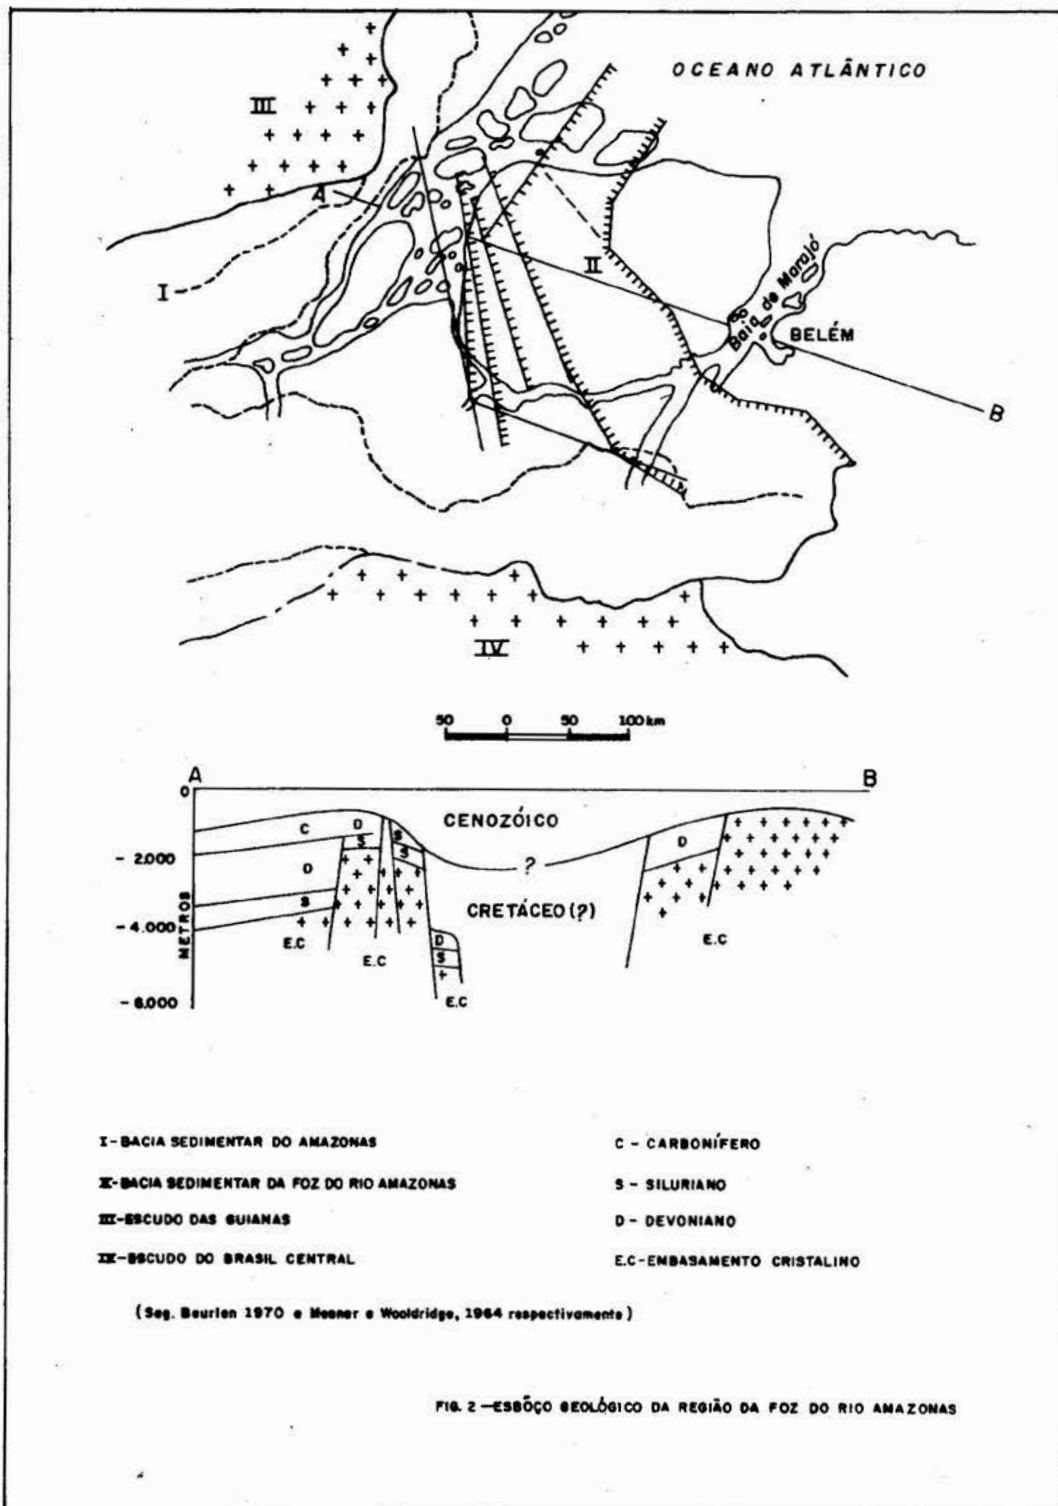 OCEANO ATLÂNTICO
III
A
I
II
Baia de Marajó
BELÉM
B
IV
50 0 50 100 km
A B
0
- 2.000
- 4.000
- 6.000
METROS
CENOZÓICO
?
CRETÁCEO (?)
C
D
S
D
S
E.C
E.C
S
S
D
S
E.C
D
E.C
I-BACIA SEDIMENTAR DO AMAZONAS
II-BACIA SEDIMENTAR DA FOZ DO RIO AMAZONAS
III-ESCUDO DAS GUIANAS
IV-ESCUDO DO BRASIL CENTRAL
C - CARBONÍFERO
S - SILURIANO
D - DEVONIANO
E.C-EMBASAMENTO CRISTALINO
(Seg. Beurlen 1970 e Mesner e Wooldridge, 1964 respectivamente)
FIG. 2 —ESBÔÇO GEOLÓGICO DA REGIÃO DA FOZ DO RIO AMAZONAS